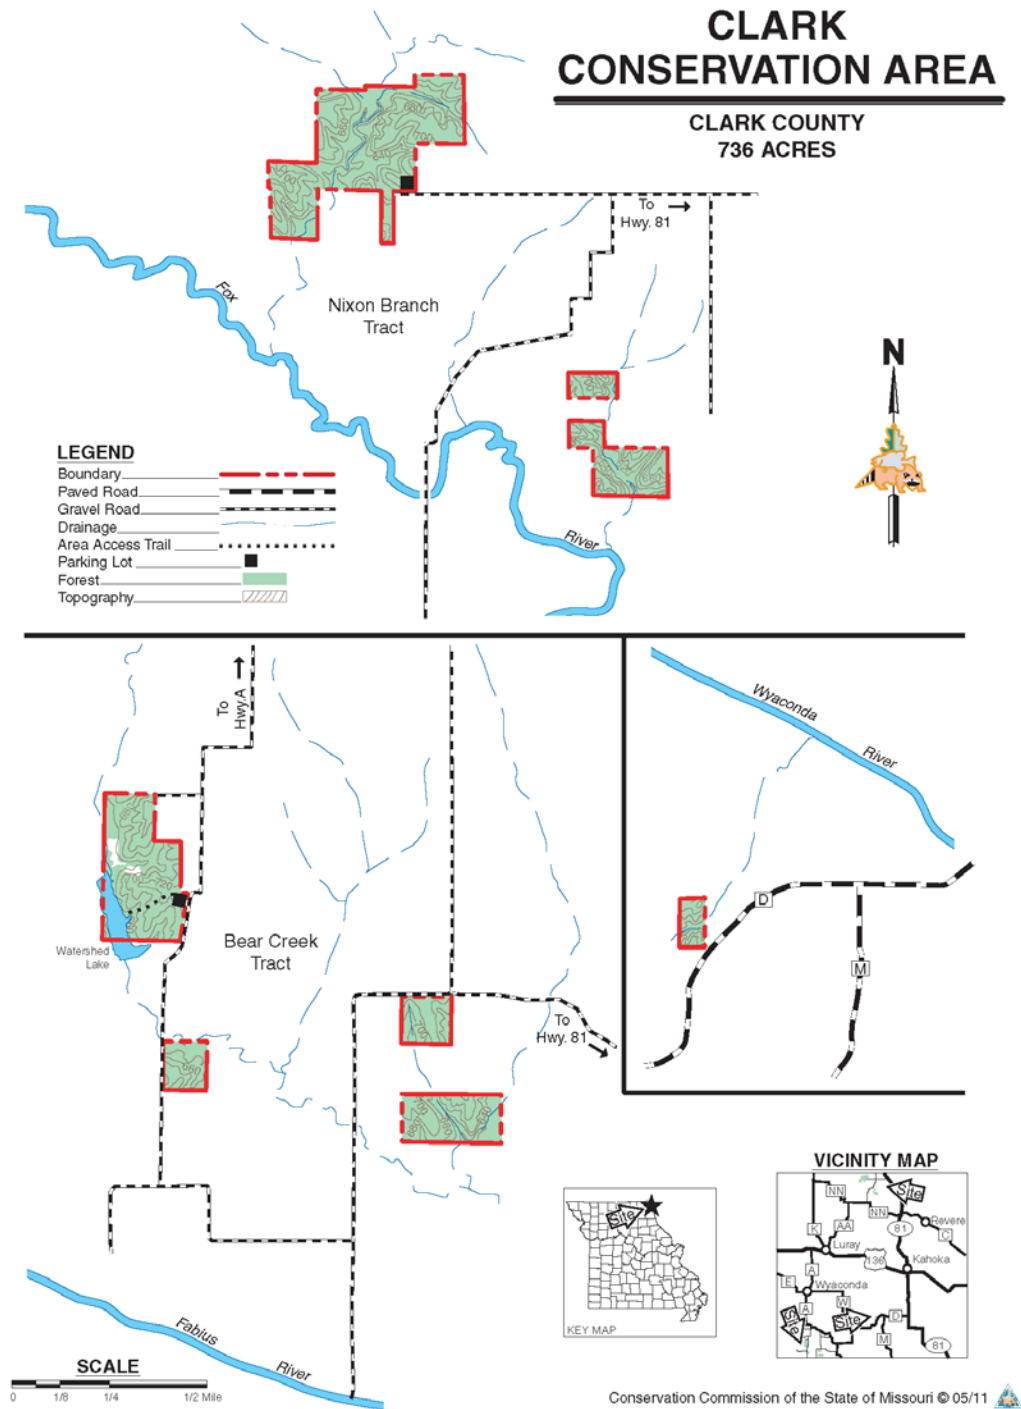 CLARK
CONSERVATION AREA
CLARK COUNTY
736 ACRES
680
To
Hwy. 81
Fox
Nixon Branch
Tract
N
LEGEND
Boundary
Paved Road
Gravel Road
Drainage
Area Access Trail
Parking Lot
Forest
Topography
River
To
Hwy.A
Wyaconda
River
D
M
Watershed
Lake
Bear Creek
Tract
To
Hwy. 81
VICINITY MAP
NN
Site
NN
K
AA
81
Revere
C
Luray
136
Kahoka
A
E
Wyaconda
A
W
Site
Site
D
M
81
Site
KEY MAP
Fabius
River
SCALE
0 1/8 1/4 1/2 Mile
Conservation Commission of the State of Missouri © 05/11